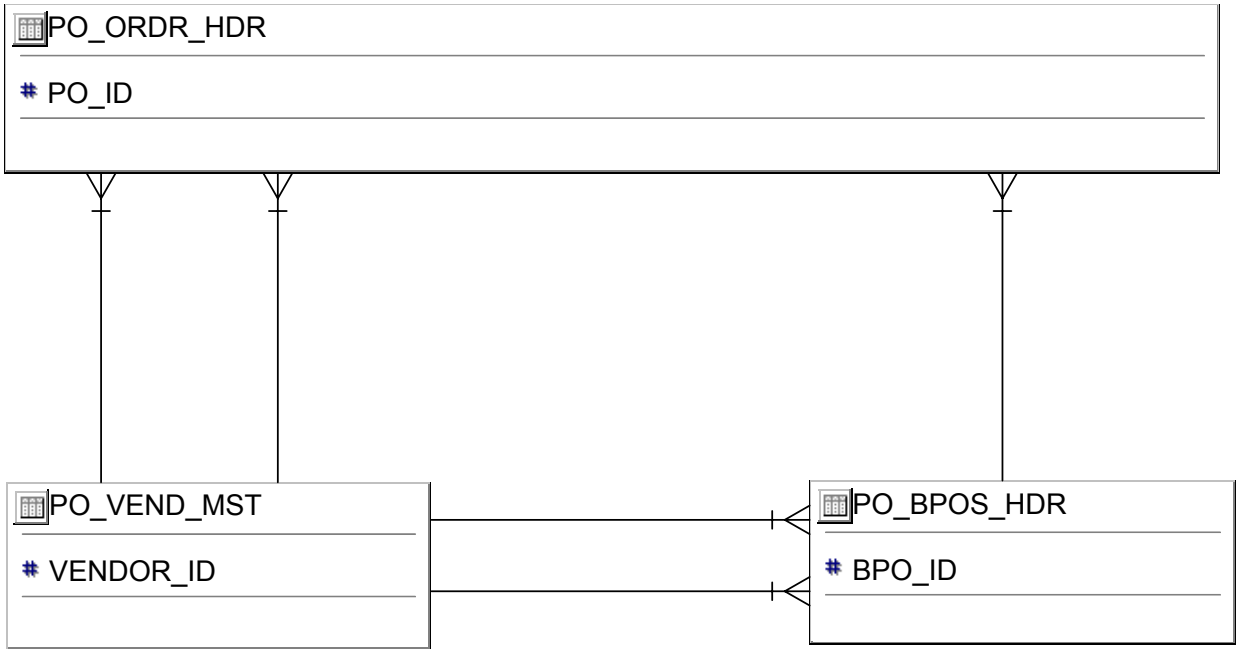 PO_ORDR_HDR
# PO_ID
PO_VEND_MST
# VENDOR_ID
PO_BPOS_HDR
# BPO_ID